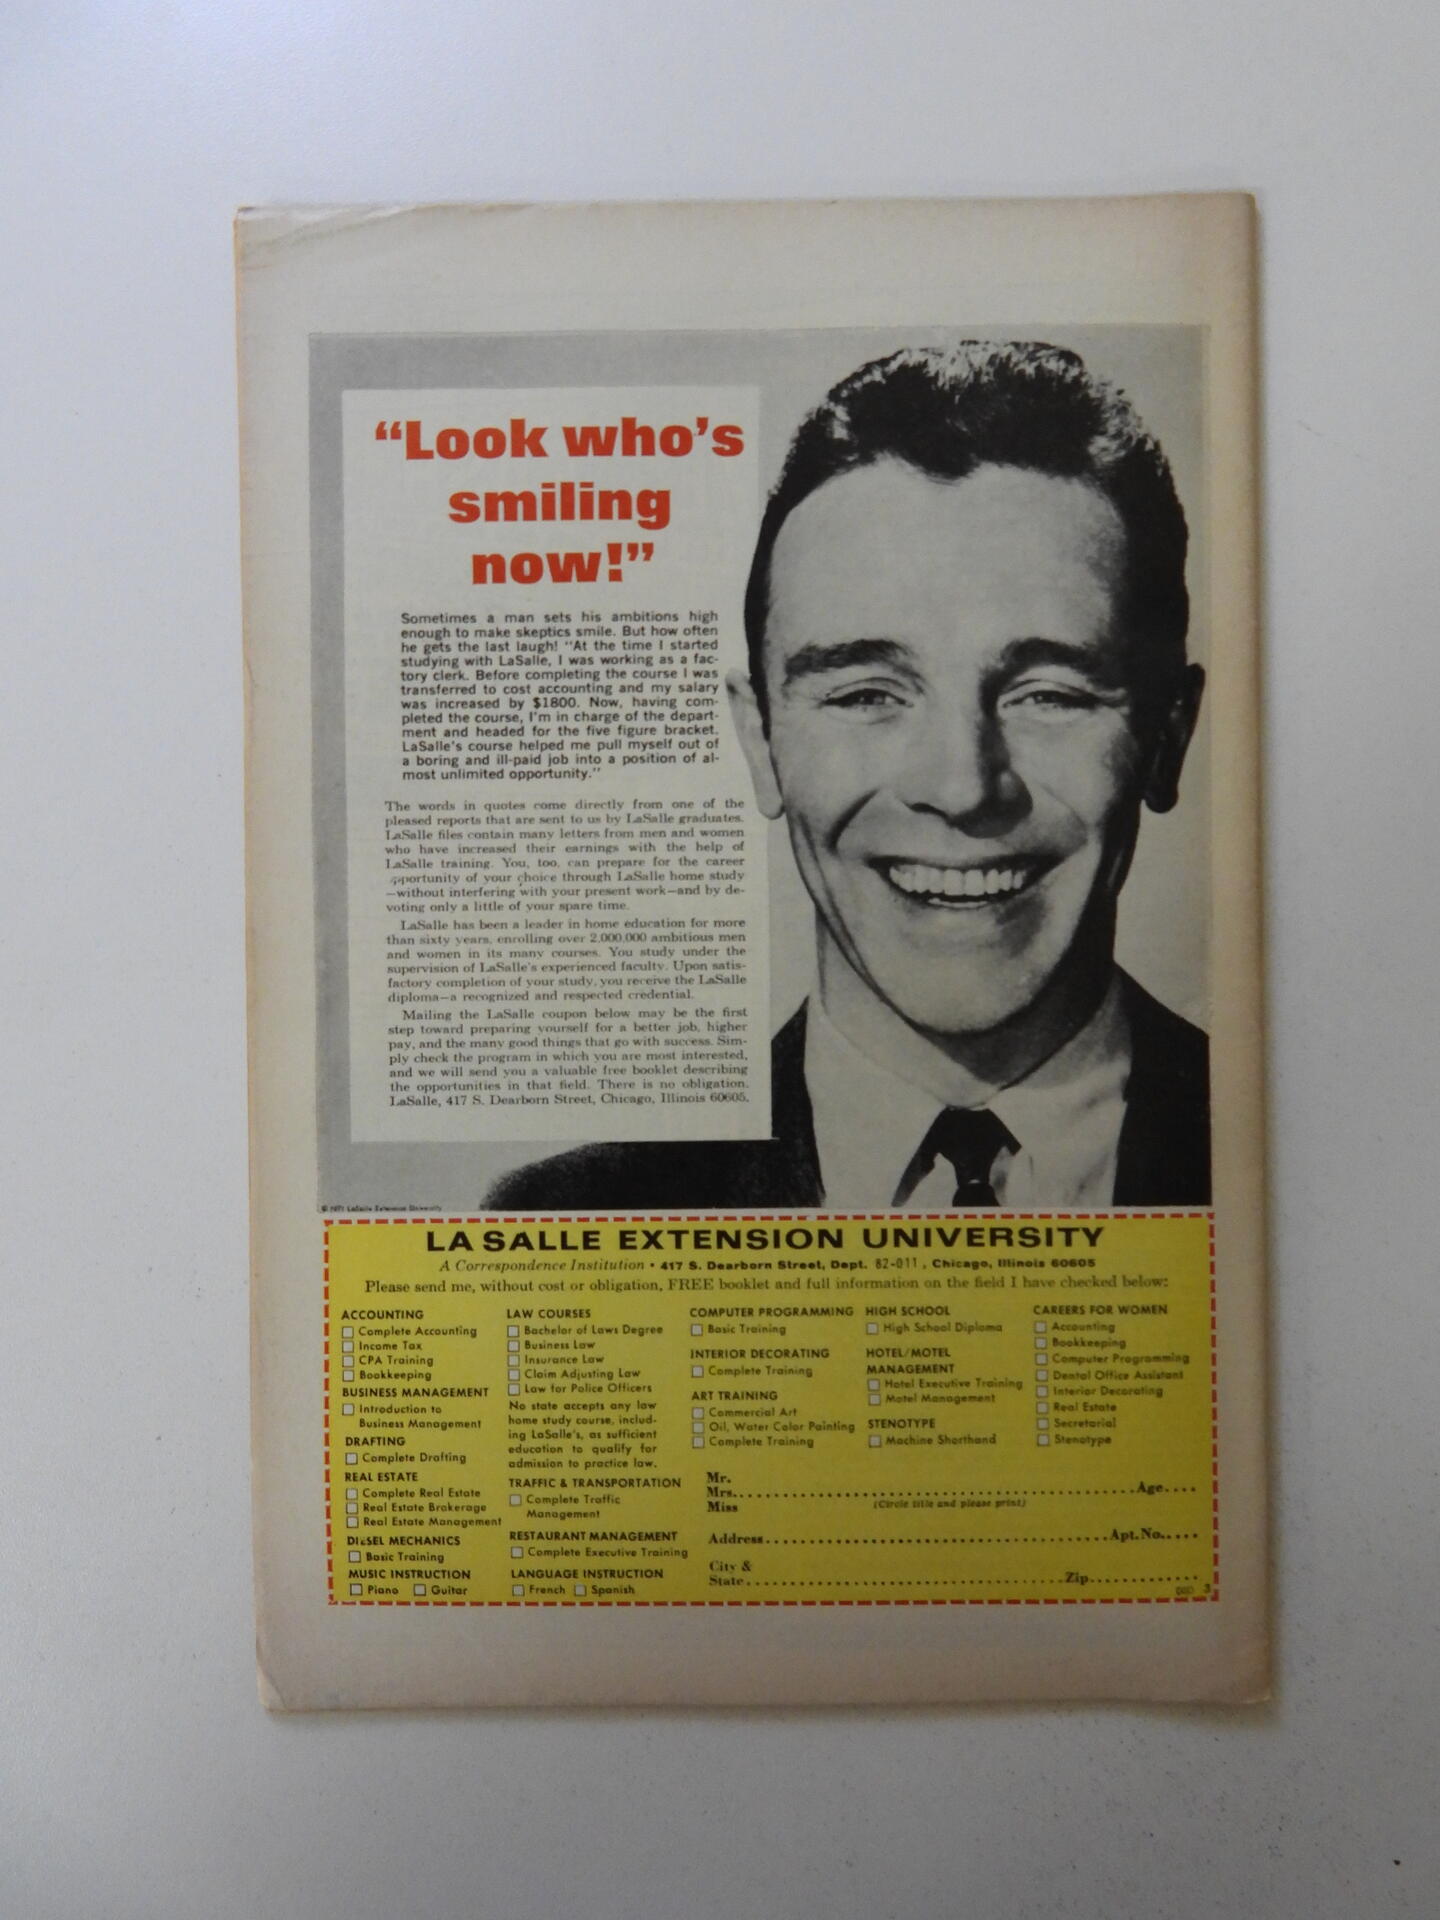 “Look who’s
smiling
now!”
Sometimes a man sets his ambitions high
enough to make skeptics smile. But how often
he gets the last laugh! “At the time I started
studying with LaSalle, I was working as a fac-
tory clerk. Before completing the course I was
transferred to cost accounting and my salary
was increased by $1800. Now, having com-
pleted the course, I’m in charge of the depart-
ment and headed for the five figure bracket.
LaSalle’s course helped me pull myself out of
a boring and ill-paid job into a position of al-
most unlimited opportunity.”
The words in quotes come directly from one of the
pleased reports that are sent to us by LaSalle graduates.
LaSalle files contain many letters from men and women
who have increased their earnings with the help of
LaSalle training. You, too, can prepare for the career
opportunity of your choice through LaSalle home study
—without interfering with your present work—and by de-
voting only a little of your spare time.
LaSalle has been a leader in home education for more
than sixty years, enrolling over 2,000,000 ambitious men
and women in its many courses. You study under the
supervision of LaSalle’s experienced faculty. Upon satis-
factory completion of your study, you receive the LaSalle
diploma—a recognized and respected credential.
Mailing the LaSalle coupon below may be the first
step toward preparing yourself for a better job, higher
pay, and the many good things that go with success. Sim-
ply check the program in which you are most interested,
and we will send you a valuable free booklet describing
the opportunities in that field. There is no obligation.
LaSalle, 417 S. Dearborn Street, Chicago, Illinois 60605.
© 1971 LaSalle Extension University
LA SALLE EXTENSION UNIVERSITY
A Correspondence Institution • 417 S. Dearborn Street, Dept. 82-011, Chicago, Illinois 60605
Please send me, without cost or obligation, FREE booklet and full information on the field I have checked below:
ACCOUNTING
Complete Accounting
Income Tax
CPA Training
Bookkeeping
BUSINESS MANAGEMENT
Introduction to
Business Management
DRAFTING
Complete Drafting
REAL ESTATE
Complete Real Estate
Real Estate Brokerage
Real Estate Management
DIESEL MECHANICS
Basic Training
MUSIC INSTRUCTION
Piano Guitar
LAW COURSES
Bachelor of Laws Degree
Business Law
Insurance Law
Claim Adjusting Law
Law for Police Officers
No state accepts any law
home study course, includ-
ing LaSalle’s, as sufficient
education to qualify for
admission to practice law.
TRAFFIC & TRANSPORTATION
Complete Traffic
Management
RESTAURANT MANAGEMENT
Complete Executive Training
LANGUAGE INSTRUCTION
French Spanish
COMPUTER PROGRAMMING
Basic Training
INTERIOR DECORATING
Complete Training
ART TRAINING
Commercial Art
Oil, Water Color Painting
Complete Training
HIGH SCHOOL
High School Diploma
HOTEL/MOTEL
MANAGEMENT
Hotel Executive Training
Motel Management
STENOTYPE
Machine Shorthand
CAREERS FOR WOMEN
Accounting
Bookkeeping
Computer Programming
Dental Office Assistant
Interior Decorating
Real Estate
Secretarial
Stenotype
Mr.
Mrs. Age
Miss (Circle title and please print)
Address Apt. No.
City &
State Zip
3